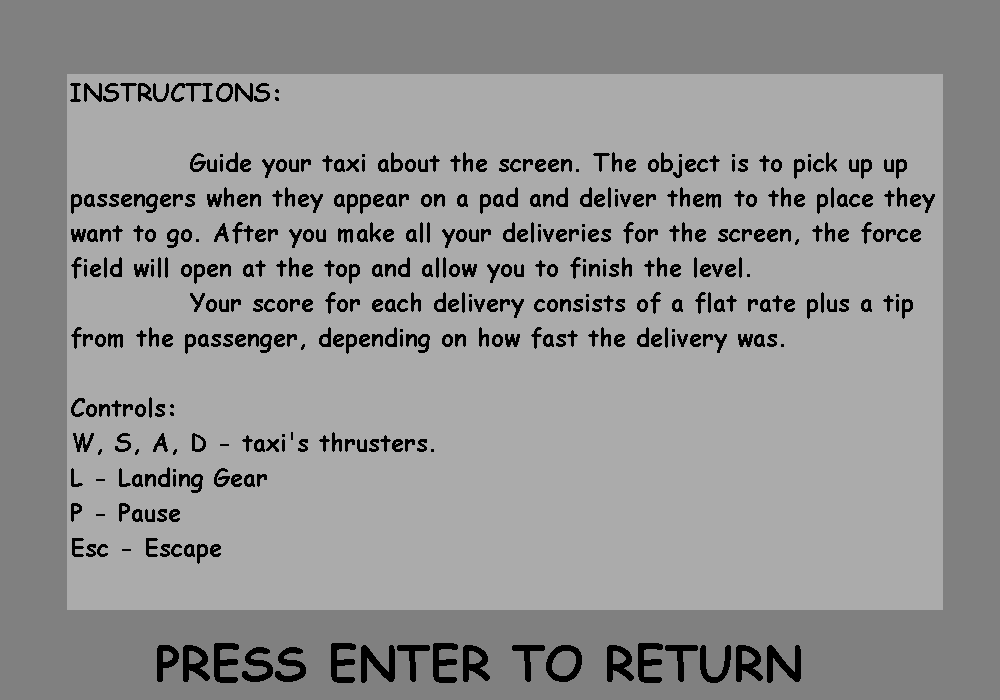 INSTRUCTIONS:
Guide your taxi about the screen. The object is to pick up up
passengers when they appear on a pad and deliver them to the place they
want to go. After you make all your deliveries for the screen, the force
field will open at the top and allow you to finish the level.
Your score for each delivery consists of a flat rate plus a tip
from the passenger, depending on how fast the delivery was.
Controls:
W, S, A, D - taxi's thrusters.
L - Landing Gear
P - Pause
Esc - Escape
PRESS ENTER TO RETURN